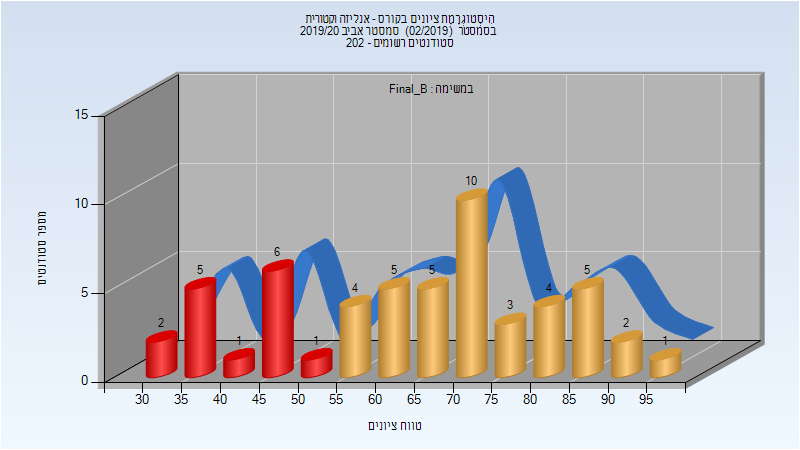 היסטוגרמת ציונים בקורס - אנליזה וקטורית
בסמסטר (02/2019) סמסטר אביב 2019/20
סטודנטים רשומים - 202
במשימה : Final_B
מספר סטודנטים
15
10
5
0
2
5
1
6
1
4
5
5
10
3
4
5
2
1
30 35 40 45 50 55 60 65 70 75 80 85 90 95
טווח ציונים